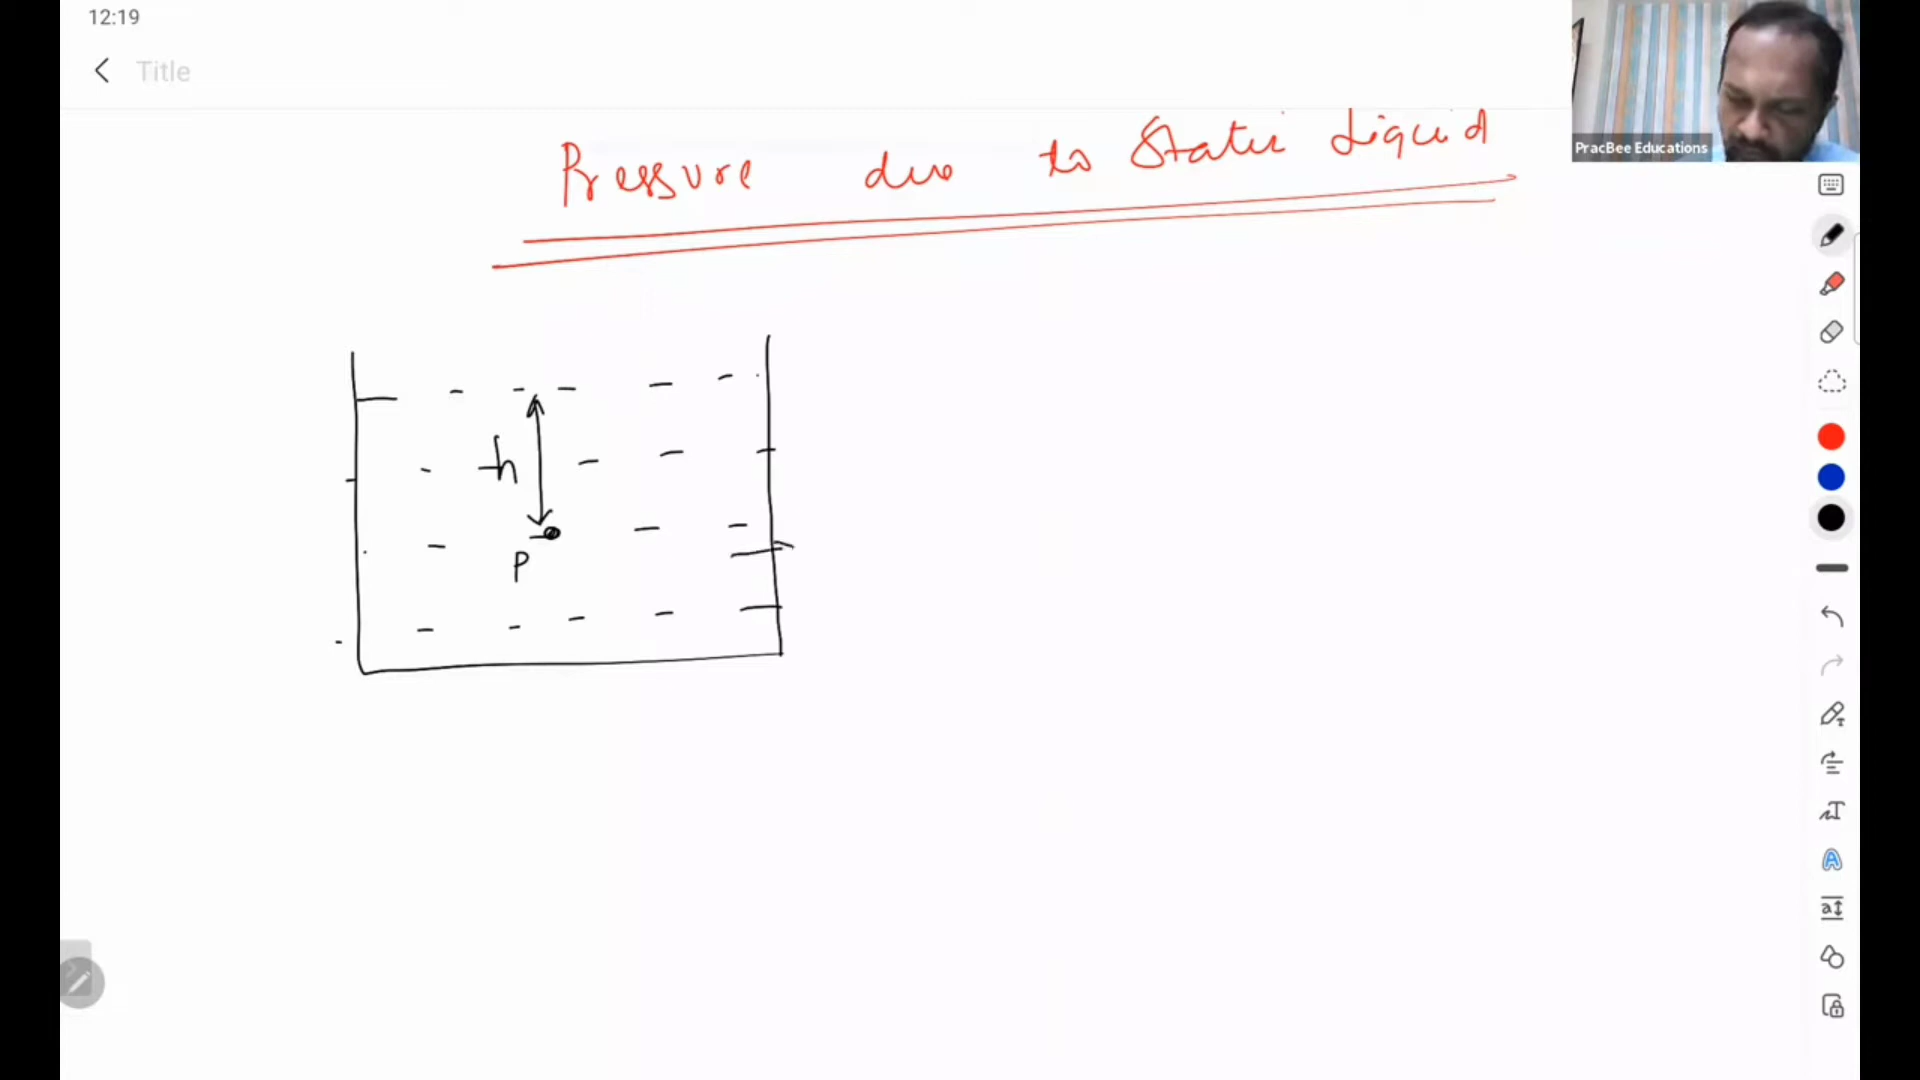 12:19
Title
PracBee Educations
Pressure due to Static Liquid
h
P